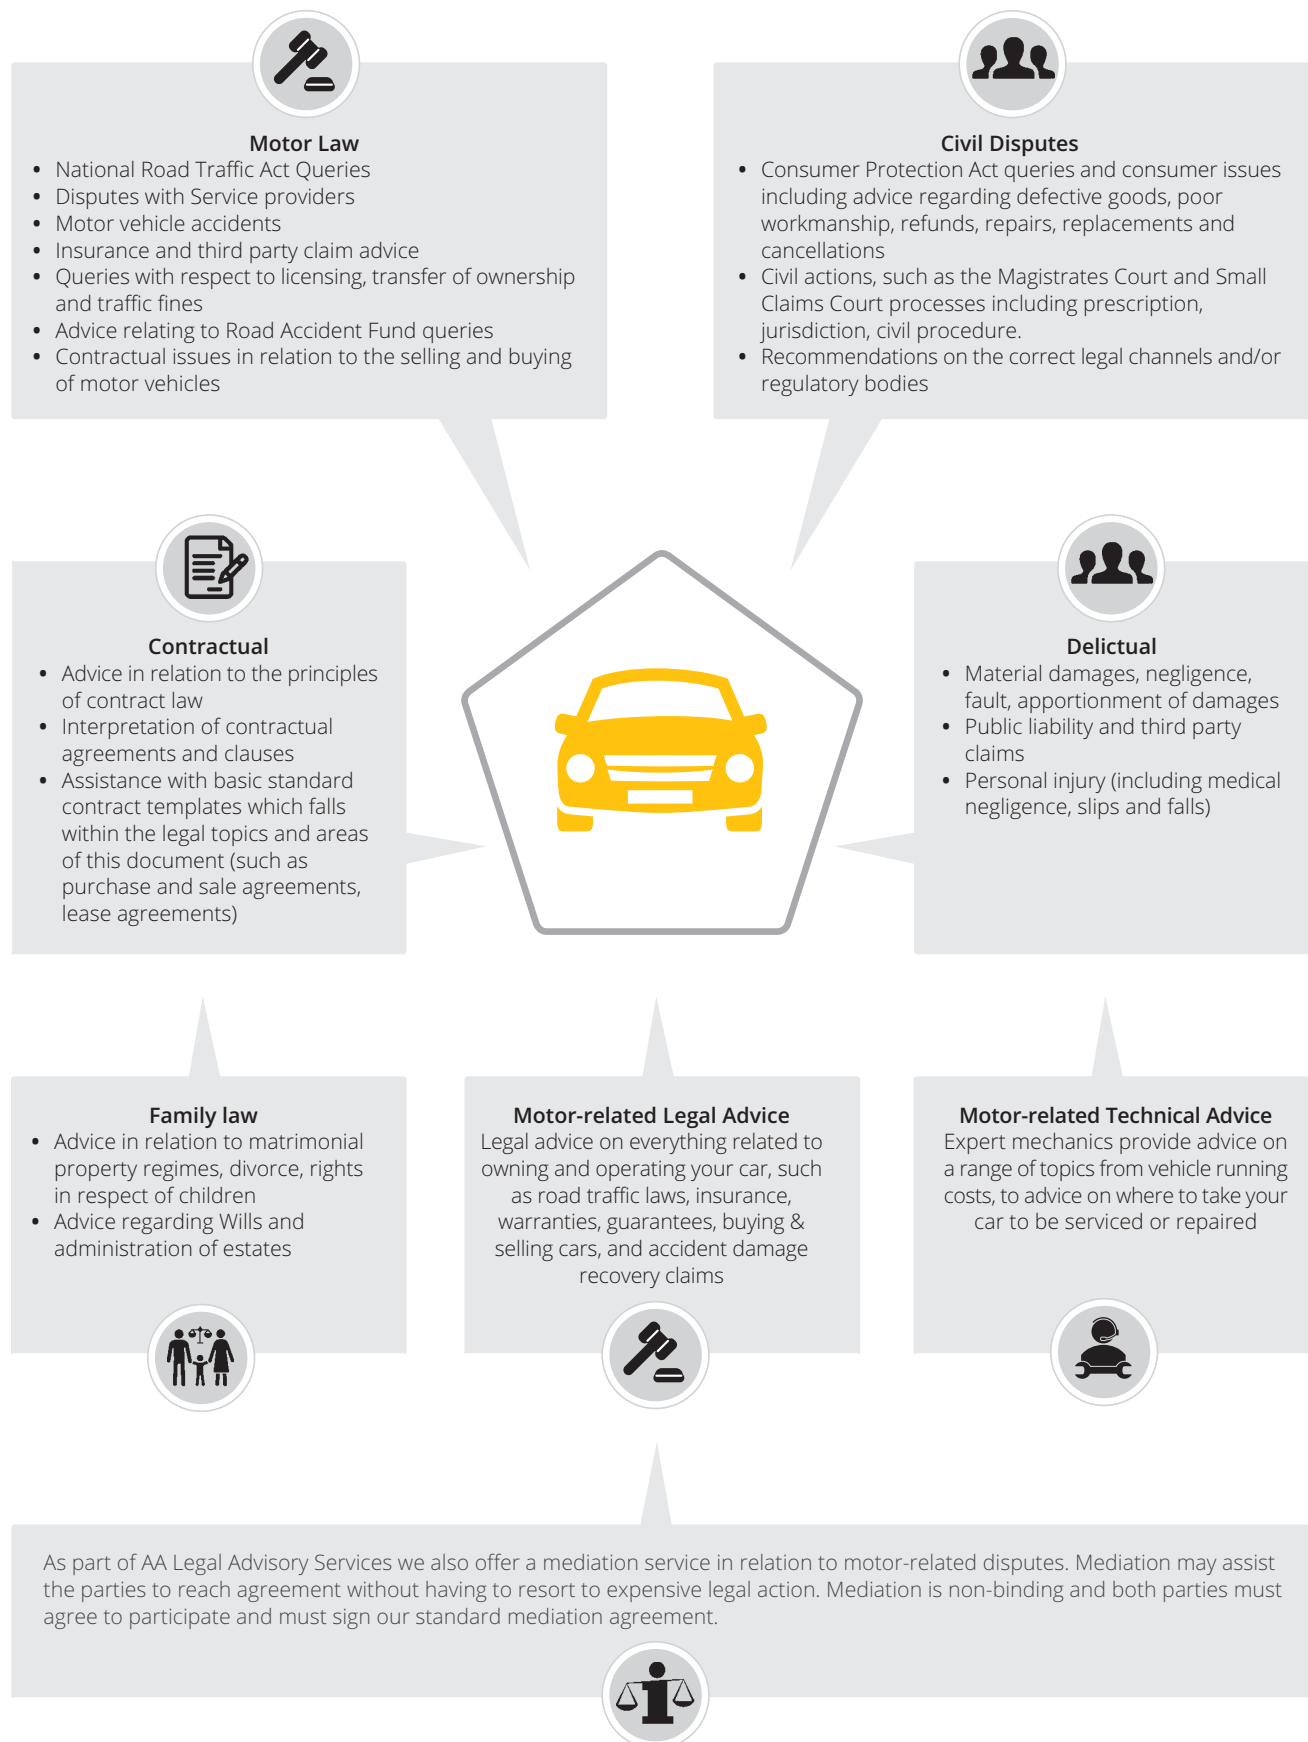 Motor Law
• National Road Traffic Act Queries
• Disputes with Service providers
• Motor vehicle accidents
• Insurance and third party claim advice
• Queries with respect to licensing, transfer of ownership
and traffic fines
• Advice relating to Road Accident Fund queries
• Contractual issues in relation to the selling and buying
of motor vehicles
Civil Disputes
• Consumer Protection Act queries and consumer issues
including advice regarding defective goods, poor
workmanship, refunds, repairs, replacements and
cancellations
• Civil actions, such as the Magistrates Court and Small
Claims Court processes including prescription,
jurisdiction, civil procedure.
• Recommendations on the correct legal channels and/or
regulatory bodies
Contractual
• Advice in relation to the principles
of contract law
• Interpretation of contractual
agreements and clauses
• Assistance with basic standard
contract templates which falls
within the legal topics and areas
of this document (such as
purchase and sale agreements,
lease agreements)
Delictual
• Material damages, negligence,
fault, apportionment of damages
• Public liability and third party
claims
• Personal injury (including medical
negligence, slips and falls)
Family law
• Advice in relation to matrimonial
property regimes, divorce, rights
in respect of children
• Advice regarding Wills and
administration of estates
Motor-related Legal Advice
Legal advice on everything related to
owning and operating your car, such
as road traffic laws, insurance,
warranties, guarantees, buying &
selling cars, and accident damage
recovery claims
Motor-related Technical Advice
Expert mechanics provide advice on
a range of topics from vehicle running
costs, to advice on where to take your
car to be serviced or repaired
As part of AA Legal Advisory Services we also offer a mediation service in relation to motor-related disputes. Mediation may assist
the parties to reach agreement without having to resort to expensive legal action. Mediation is non-binding and both parties must
agree to participate and must sign our standard mediation agreement.